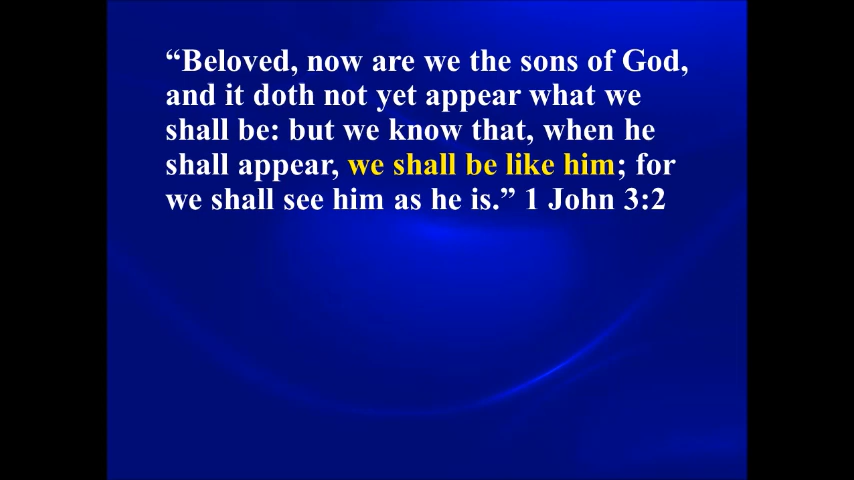 “Beloved, now are we the sons of God,
and it doth not yet appear what we
shall be: but we know that, when he
shall appear, we shall be like him; for
we shall see him as he is.” 1 John 3:2